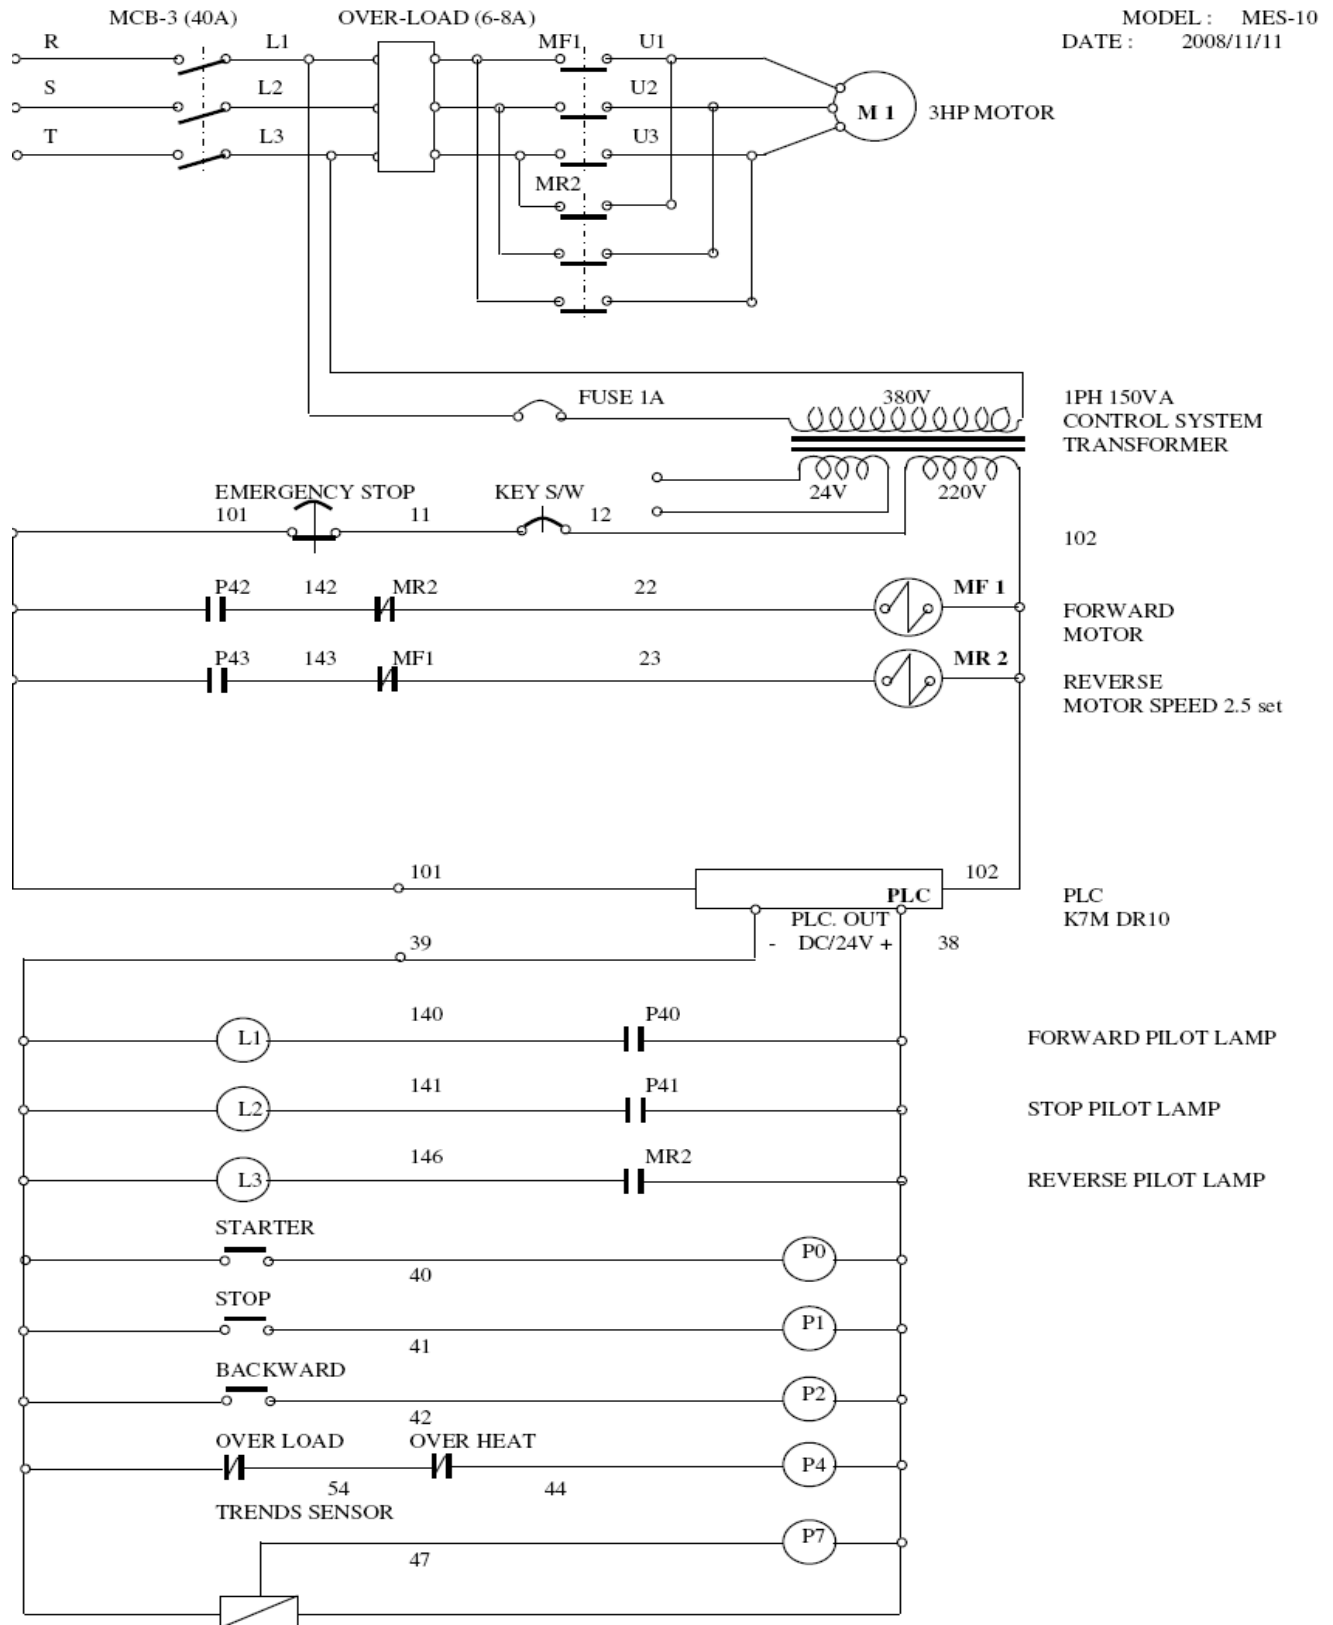 MCB-3 (40A) OVER-LOAD (6-8A) MODEL : MES-10
R L1 MF1 U1 DATE : 2008/11/11
S L2 U2
M 1 3HP MOTOR
T L3 U3
MR2
FUSE 1A 380V 1PH 150VA
CONTROL SYSTEM
TRANSFORMER
EMERGENCY STOP KEY S/W 24V 220V
101 11 12
102
P42 142 MR2 22 MF 1
FORWARD
MOTOR
P43 143 MF1 23 MR 2
REVERSE
MOTOR SPEED 2.5 set
101 102
PLC PLC
PLC. OUT K7M DR10
39 - DC/24V + 38
140 P40
L1 FORWARD PILOT LAMP
141 P41
L2 STOP PILOT LAMP
146 MR2
L3 REVERSE PILOT LAMP
STARTER
P0
40
STOP
P1
41
BACKWARD
P2
42
OVER LOAD OVER HEAT
P4
54 44
TRENDS SENSOR
P7
47